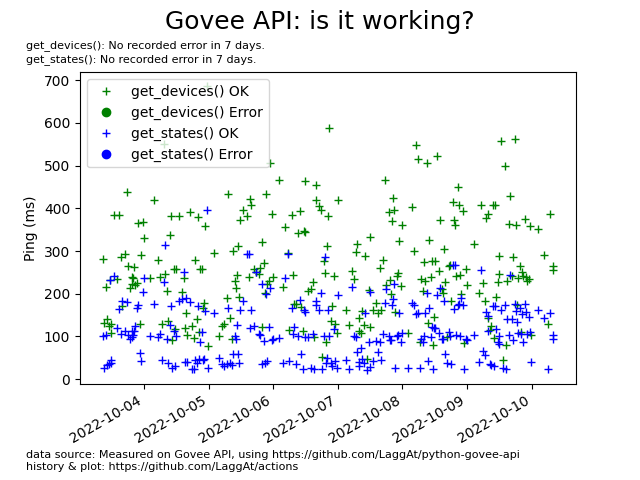 Govee API: is it working?
get_devices(): No recorded error in 7 days.
get_states(): No recorded error in 7 days.
700
600
500
400
300
200
100
0
Ping (ms)
get_devices() OK
get_devices() Error
get_states() OK
get_states() Error
2022-10-04
2022-10-05
2022-10-06
2022-10-07
2022-10-08
2022-10-09
2022-10-10
data source: Measured on Govee API, using https://github.com/LaggAt/python-govee-api
history & plot: https://github.com/LaggAt/actions